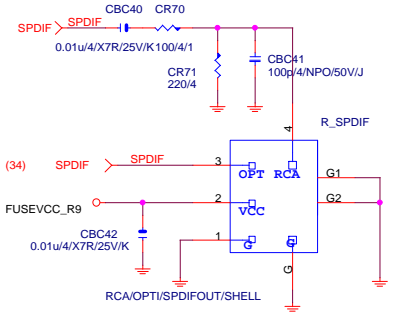 CBC40 CR70
SPDIF SPDIF
0.01u/4/X7R/25V/K 100/4/1
CR71
220/4
CBC41
100p/4/NPO/50V/J
R_SPDIF
4
(34) SPDIF SPDIF 3 OPT RCA G1
G2
FUSEVCC_R9 2 VCC
CBC42
0.01u/4/X7R/25V/K
1 G G
G
RCA/OPTI/SPDIFOUT/SHELL